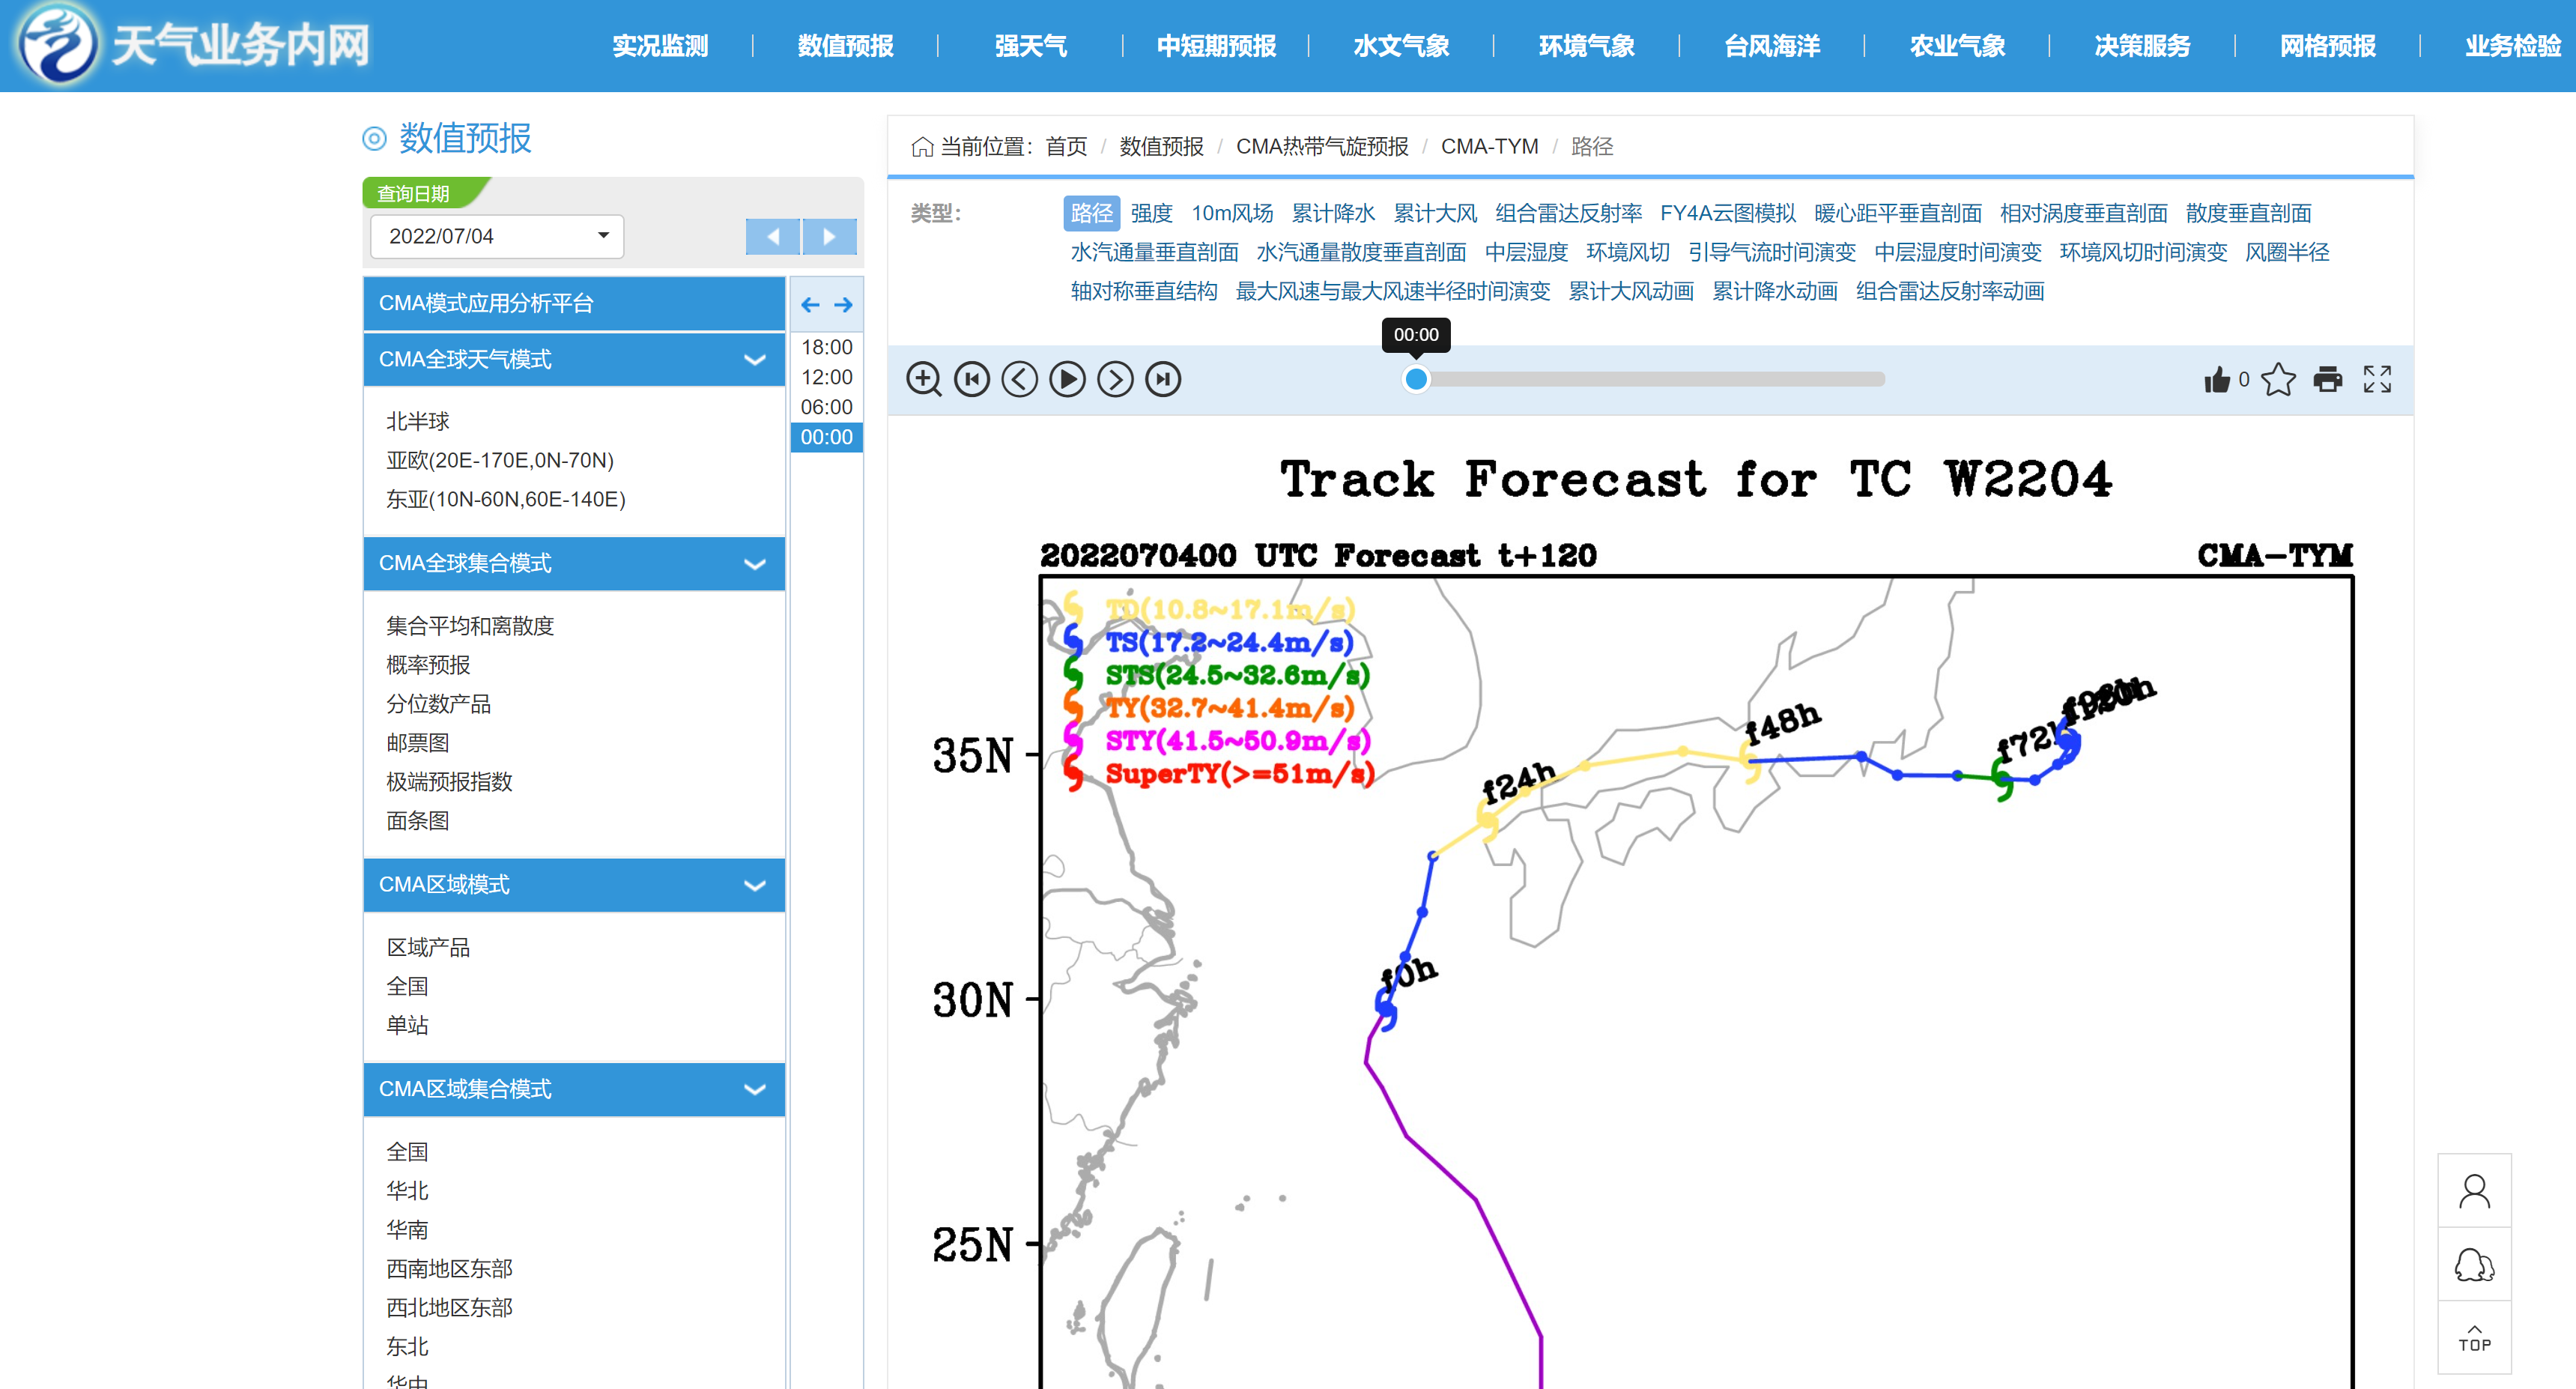 天气业务内网
实况监测 数值预报 强天气 中短期预报 水文气象 环境气象 台风海洋 农业气象 决策服务 网格预报 业务检验
数值预报
查询日期
2022/07/04
CMA模式应用分析平台
CMA全球天气模式
北半球
亚欧(20E-170E,0N-70N)
东亚(10N-60N,60E-140E)
CMA全球集合模式
集合平均和离散度
概率预报
分位数产品
邮票图
极端预报指数
面条图
CMA区域模式
区域产品
全国
单站
CMA区域集合模式
全国
华北
华南
西南地区东部
西北地区东部
东北
华中
18:00
12:00
06:00
00:00
当前位置: 首页 / 数值预报 / CMA热带气旋预报 / CMA-TYM / 路径
类型:
路径 强度 10m风场 累计降水 累计大风 组合雷达反射率 FY4A云图模拟 暖心距平垂直剖面 相对涡度垂直剖面 散度垂直剖面
水汽通量垂直剖面 水汽通量散度垂直剖面 中层湿度 环境风切 引导气流时间演变 中层湿度时间演变 环境风切时间演变 风圈半径
轴对称垂直结构 最大风速与最大风速半径时间演变 累计大风动画 累计降水动画 组合雷达反射率动画
00:00
0
Track Forecast for TC W2204
2022070400 UTC Forecast t+120
CMA-TYM
TD(10.8~17.1m/s)
TS(17.2~24.4m/s)
STS(24.5~32.6m/s)
TY(32.7~41.4m/s)
STY(41.5~50.9m/s)
SuperTY(>=51m/s)
35N
30N
25N
f0h
f24h
f48h
TOP